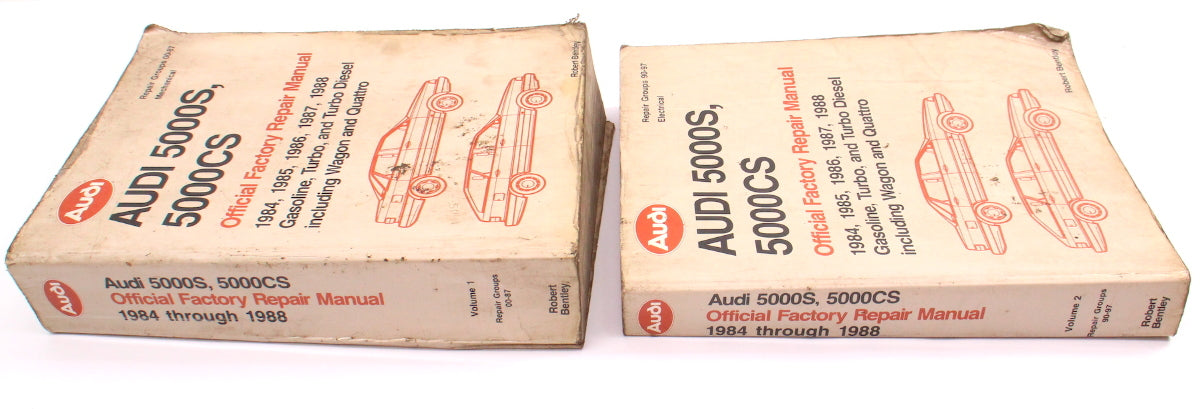 Repair Groups 00-87
Mechanical
Audi
AUDI 5000S,
5000CS
Official Factory Repair Manual
1984, 1985, 1986, 1987, 1988
Gasoline, Turbo, and Turbo Diesel
including Wagon and Quattro
Robert Bentley
Audi
Audi 5000S, 5000CS
Official Factory Repair Manual
1984 through 1988
Volume 1
Repair Groups
00-87
Robert
Bentley
Repair Groups 90-97
Electrical
Audi
AUDI 5000S,
5000CS
Official Factory Repair Manual
1984, 1985, 1986, 1987, 1988
Gasoline, Turbo, and Turbo Diesel
including Wagon and Quattro
Robert Bentley
Audi
Audi 5000S, 5000CS
Official Factory Repair Manual
1984 through 1988
Volume 2
Repair Groups
90-97
Robert
Bentley